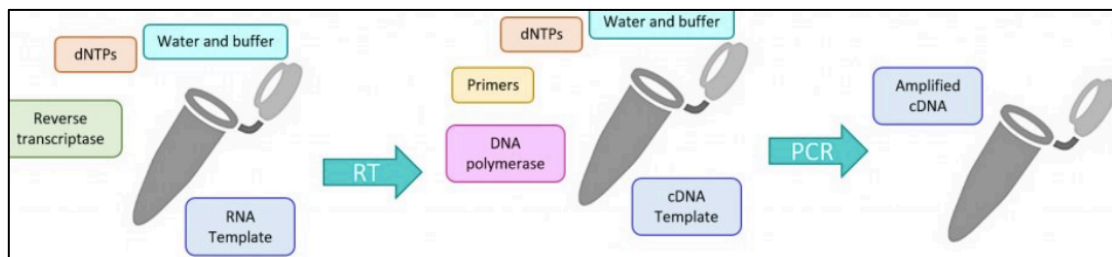 dNTPs
Water and buffer
Reverse
transcriptase
RNA
Template
RT
dNTPs
Water and buffer
Primers
DNA
polymerase
cDNA
Template
PCR
Amplified
cDNA